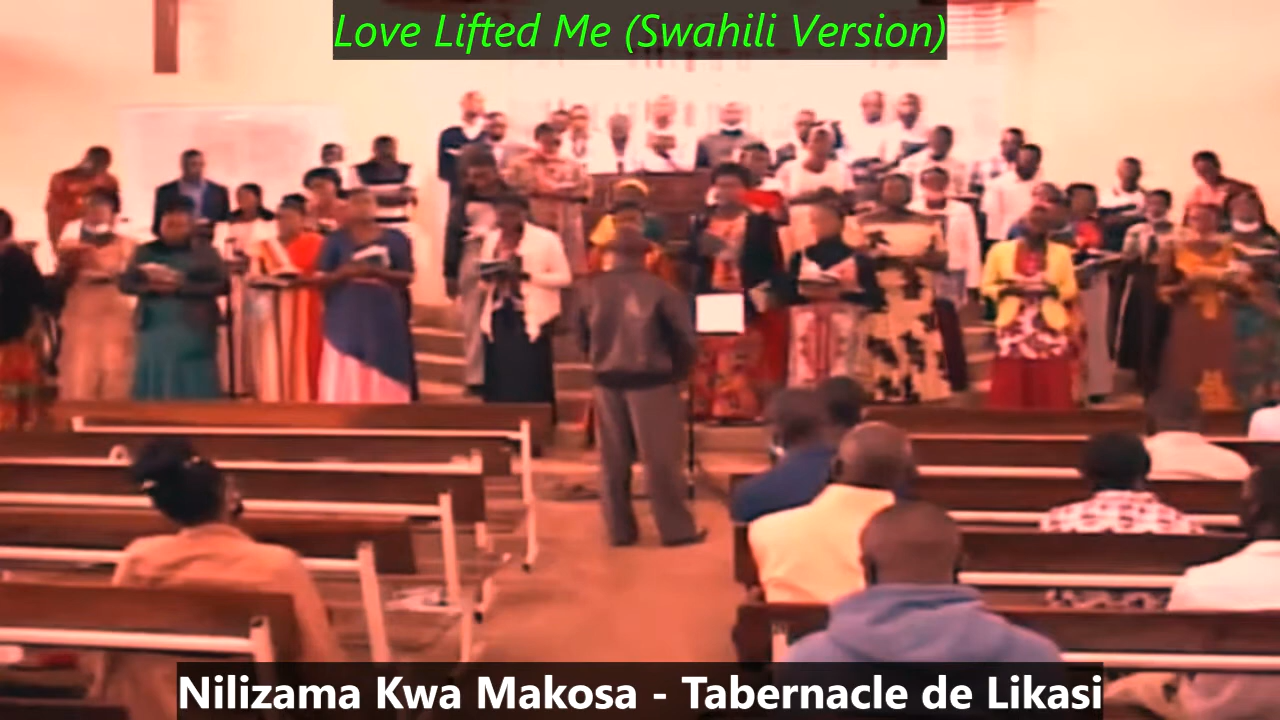 Love Lifted Me (Swahili Version)
Nilizama Kwa Makosa - Tabernacle de Likasi